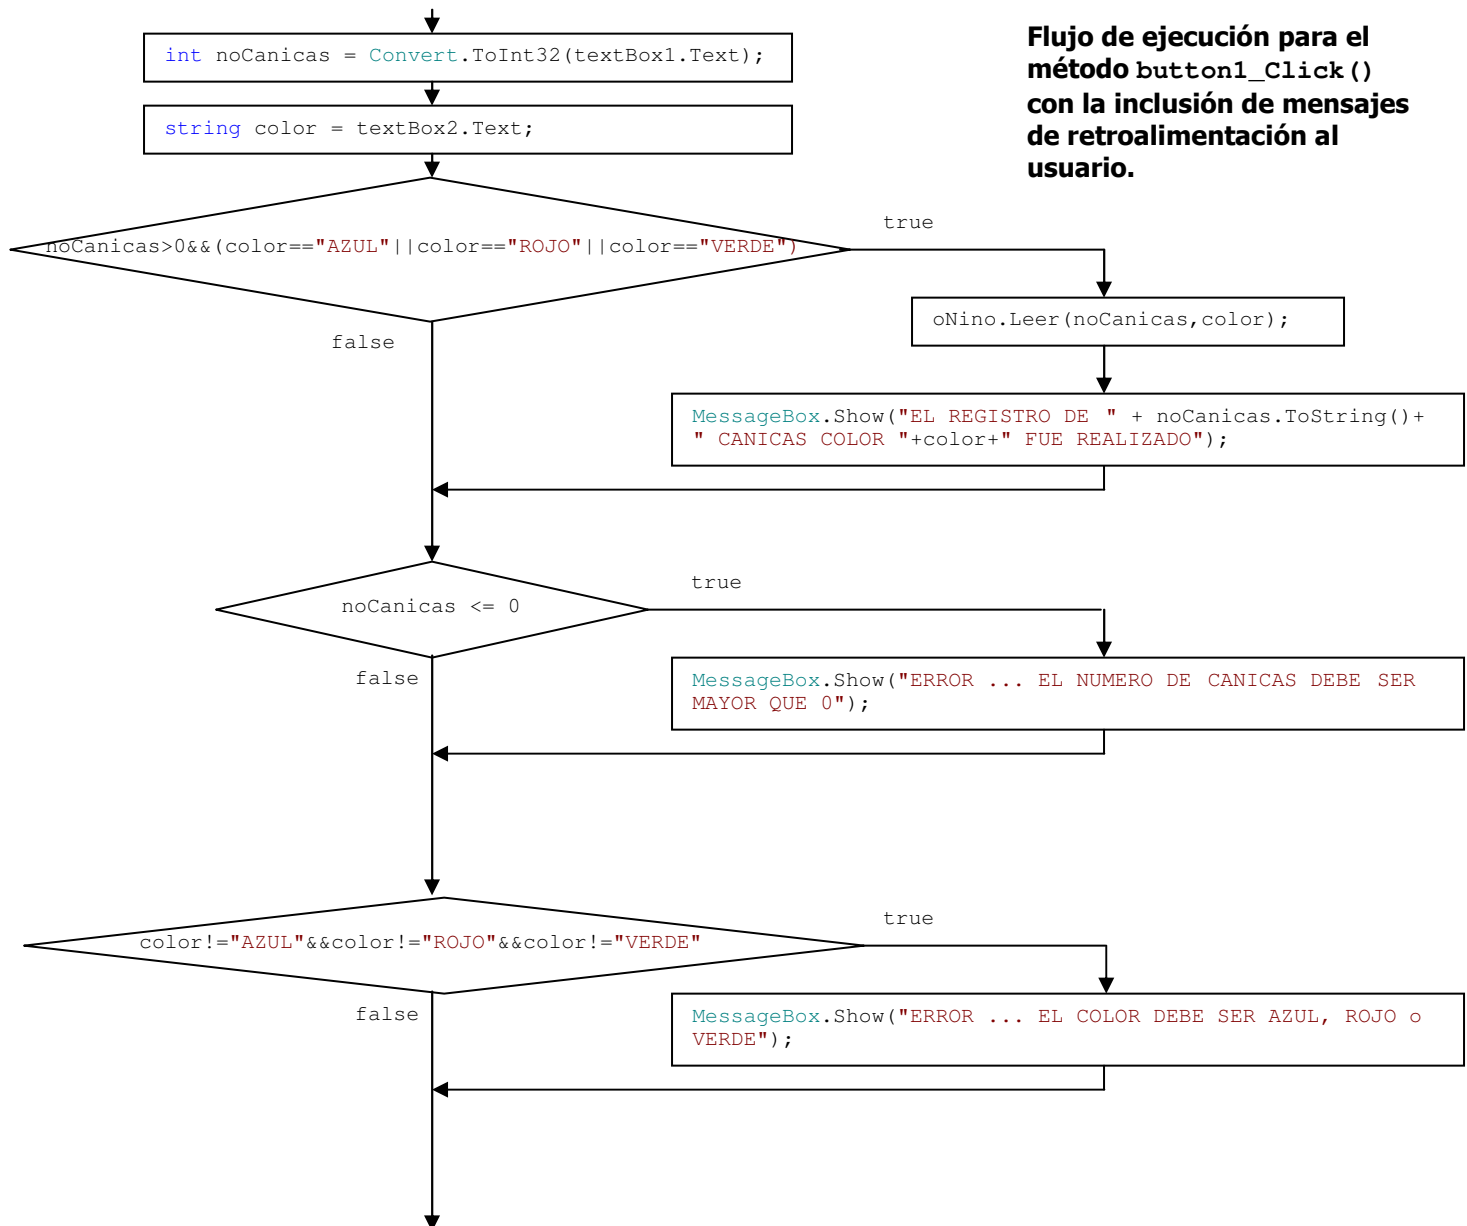 Flujo de ejecución para el
método button1_Click()
con la inclusión de mensajes
de retroalimentación al
usuario.
int noCanicas = Convert.ToInt32(textBox1.Text);
string color = textBox2.Text;
noCanicas>0&&(color=="AZUL"||color=="ROJO"||color=="VERDE")
true
false
oNino.Leer(noCanicas,color);
MessageBox.Show("EL REGISTRO DE " + noCanicas.ToString()+
" CANICAS COLOR "+color+" FUE REALIZADO");
noCanicas <= 0
true
false
MessageBox.Show("ERROR ... EL NUMERO DE CANICAS DEBE SER
MAYOR QUE 0");
color!="AZUL"&&color!="ROJO"&&color!="VERDE"
true
false
MessageBox.Show("ERROR ... EL COLOR DEBE SER AZUL, ROJO o
VERDE");